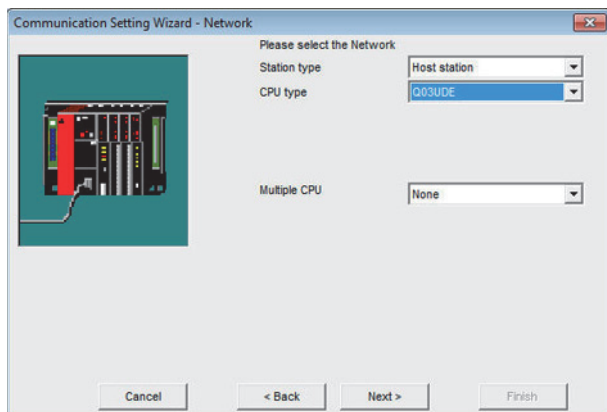 Communication Setting Wizard - Network
Please select the Network
Station type Host station
CPU type Q03UDE
Multiple CPU None
Cancel < Back Next > Finish